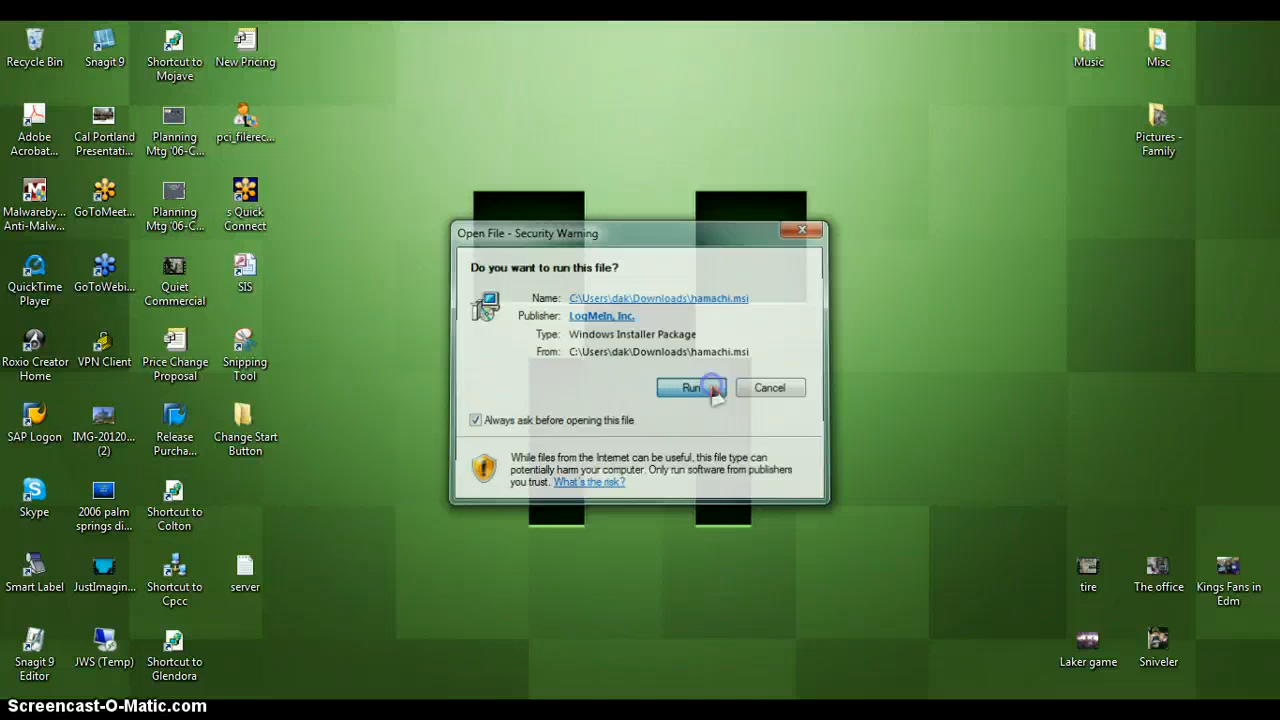 Recycle Bin
Snagit 9
Shortcut to
Mojave
New Pricing
Music
Misc
Adobe
Acrobat...
Cal Portland
Presentati...
Planning
Mtg '06-C...
pci_filerec...
Pictures -
Family
Malwareby...
Anti-Malw...
GoToMeet...
Planning
Mtg '06-C...
s Quick
Connect
QuickTime
Player
GoToWebi...
Quiet
Commercial
SIS
Roxio Creator
Home
VPN Client
Price Change
Proposal
Snipping
Tool
SAP Logon
IMG-20120...
(2)
Release
Purcha...
Change Start
Button
Skype
2006 palm
springs di...
Shortcut to
Colton
Smart Label
JustImagin...
Shortcut to
Cpcc
server
tire
The office
Kings Fans in
Edm
Snagit 9
Editor
JWS (Temp)
Shortcut to
Glendora
Laker game
Sniveler
Open File - Security Warning
Do you want to run this file?
Name: C:\Users\dak\Downloads\hamachi.msi
Publisher: LogMeIn, Inc.
Type: Windows Installer Package
From: C:\Users\dak\Downloads\hamachi.msi
Run
Cancel
Always ask before opening this file
While files from the Internet can be useful, this file type can
potentially harm your computer. Only run software from publishers
you trust. What's the risk?
Screencast-O-Matic.com